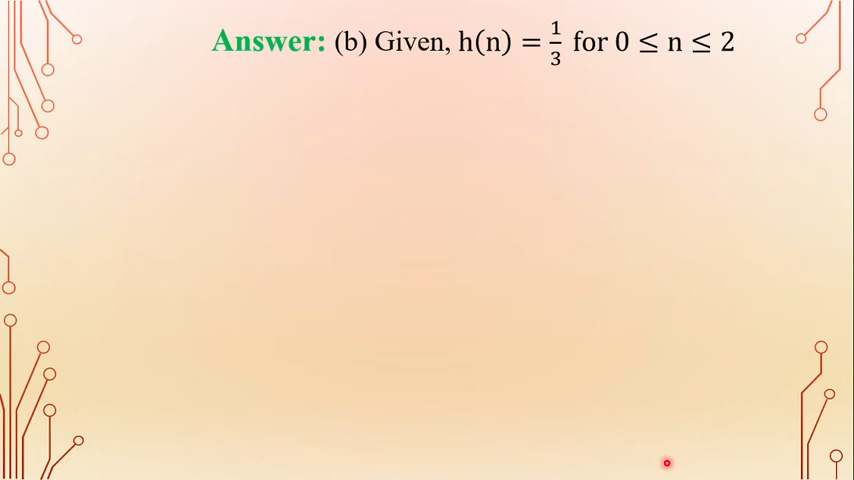 Answer: (b) Given, h(n) = 1/3 for 0 ≤ n ≤ 2